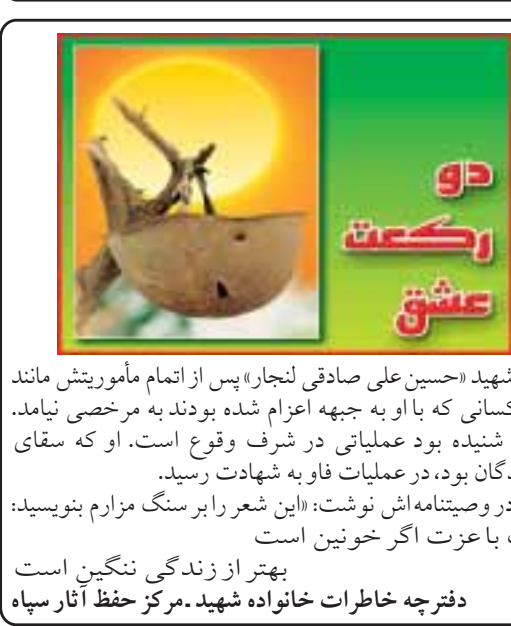 دو
رکعت
عشق
شهید «حسین علی صادقی لنجار» پس از اتمام مأموریتش مانند
کسانی که با او به جبهه اعزام شده بودند به مرخصی نیامد.
شنیده بود عملیاتی در شرف وقوع است. او که سقای
بود، در عملیات فاو به شهادت رسید.
در وصیتنامه‌اش نوشت: «این شعر را بر سنگ مزارم بنویسید:
با عزت اگر خونین است
بهتر از زندگی ننگین است
دفترچه خاطرات خانواده شهید ـ مرکز حفظ آثار سپاه